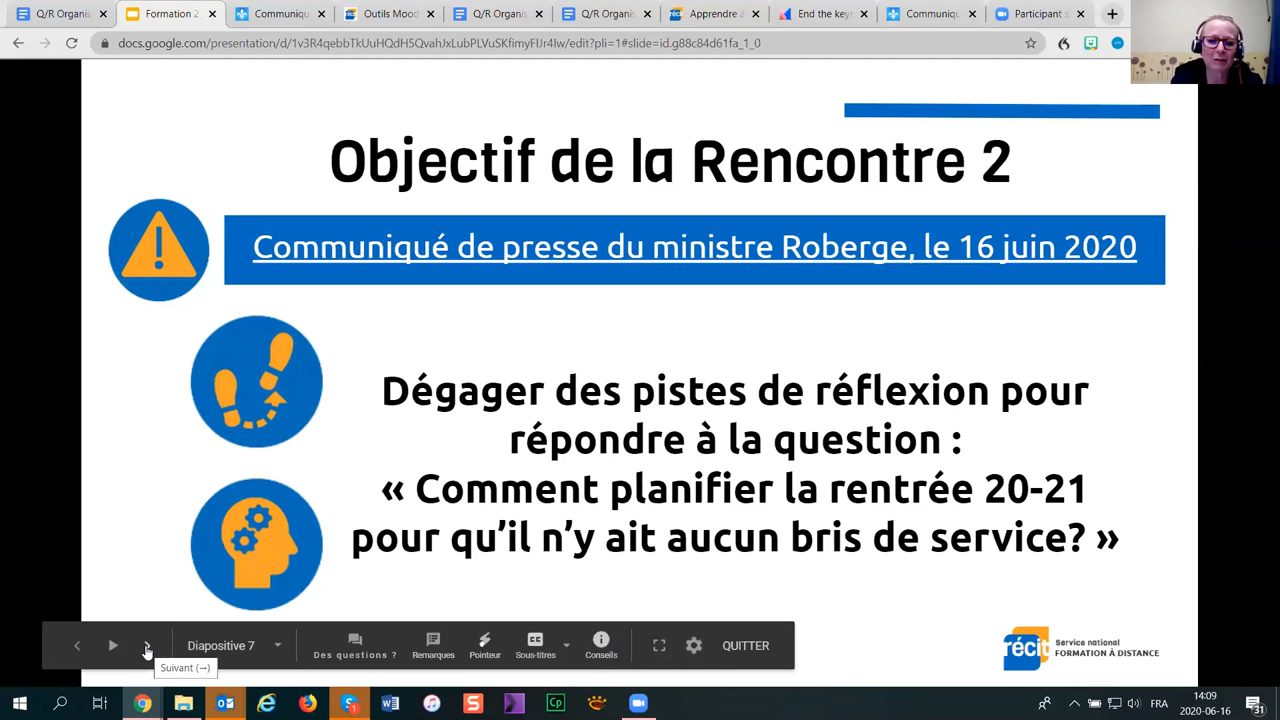 Q/R Organis
Formation 2
Communiqu
Outils Mood
Q/R Organis
Q/R Organis
Apprendre à
End the key
Communiqu
Participant s
docs.google.com/presentation/d/1v3R4qebbTkUuHQdH5QvahJxLubPLVuSKf5nyFIJr4Iw/edit?pli=1#slide=id.g88c84d61fa_1_0
Objectif de la Rencontre 2
Communiqué de presse du ministre Roberge, le 16 juin 2020
Dégager des pistes de réflexion pour
répondre à la question :
« Comment planifier la rentrée 20-21
pour qu’il n’y ait aucun bris de service? »
Diapositive 7
Des questions ?
Remarques
Pointeur
Sous-titres
Conseils
QUITTER
Suivant (→)
récit
Service national
FORMATION À DISTANCE
FRA
14:09
2020-06-16